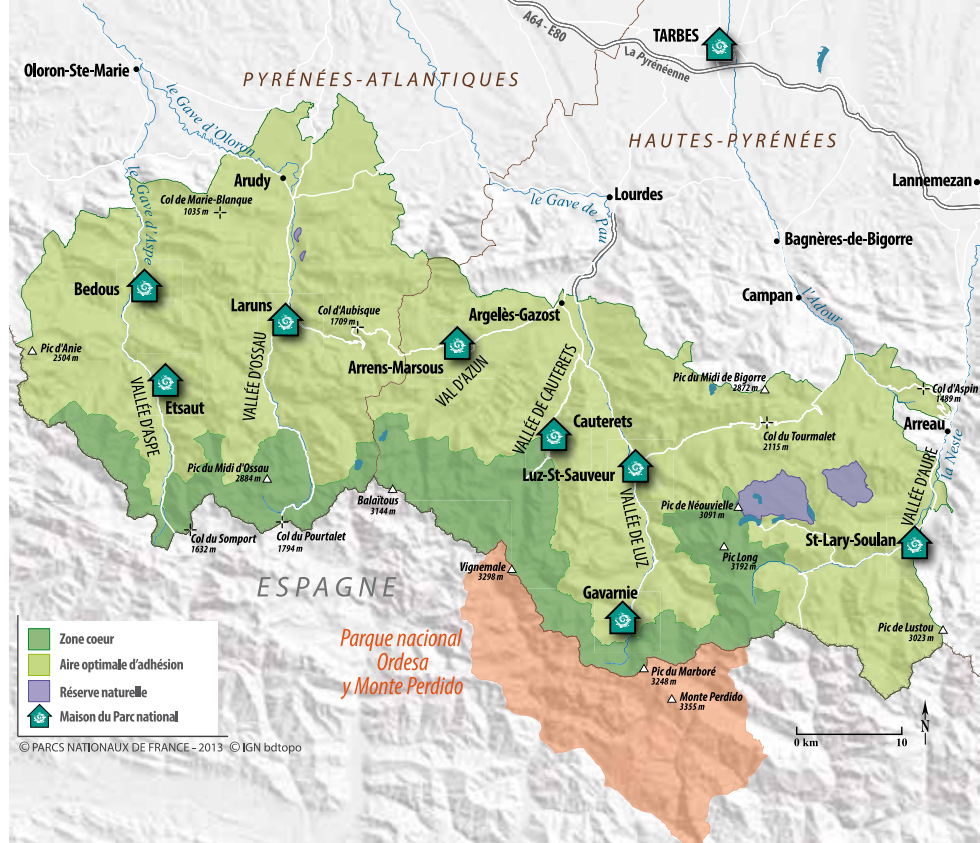 A64 - E80
La Pyrénéenne
TARBES
Oloron-Ste-Marie
PYRÉNÉES-ATLANTIQUES
le Gave d'Oloron
HAUTES-PYRÉNÉES
Lannemezan
Arudy
le Gave d'Aspe
Col de Marie-Blanque
1035 m
Lourdes
le Gave de Pau
Bagnères-de-Bigorre
Bedous
Campan
l'Adour
Laruns
Col d'Aubisque
1709 m
Argelès-Gazost
Pic d'Anie
2504 m
Arrens-Marsous
VAL D'AZUN
VALLÉE D'OSSAU
VALLÉE D'ASPE
Etsaut
VALLÉE DE CAUTERETS
Pic du Midi de Bigorre
2872 m
Col d'Aspin
1489 m
Cauterets
Col du Tourmalet
2115 m
Arreau
la Neste
Pic du Midi d'Ossau
2884 m
Luz-St-Sauveur
VALLÉE DE LUZ
VALLÉE D'AURE
Balaïtous
3144 m
Pic de Néouvielle
3091 m
Col du Somport
1632 m
Col du Pourtalet
1794 m
Pic Long
3192 m
St-Lary-Soulan
Vignemale
3298 m
ESPAGNE
Gavarnie
Pic de Lustou
3023 m
Parque nacional
Ordesa
y Monte Perdido
Pic du Marboré
3248 m
Monte Perdido
3355 m
Zone coeur
Aire optimale d'adhésion
Réserve naturelle
Maison du Parc national
N
0 km 10
© PARCS NATIONAUX DE FRANCE - 2013 © IGN bdtopo